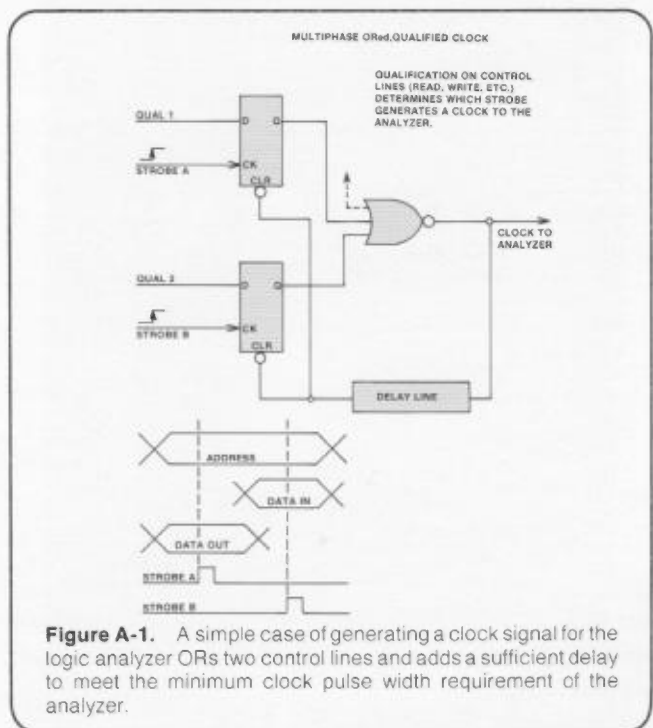 MULTIPHASE ORed,QUALIFIED CLOCK
QUALIFICATION ON CONTROL
LINES (READ, WRITE, ETC.)
DETERMINES WHICH STROBE
GENERATES A CLOCK TO THE
ANALYZER.
QUAL 1
D
Q
STROBE A
CK
CLR
CLOCK TO
ANALYZER
QUAL 2
D
Q
STROBE B
CK
CLR
DELAY LINE
ADDRESS
DATA IN
DATA OUT
STROBE A
STROBE B
Figure A-1. A simple case of generating a clock signal for the
logic analyzer ORs two control lines and adds a sufficient delay
to meet the minimum clock pulse width requirement of the
analyzer.